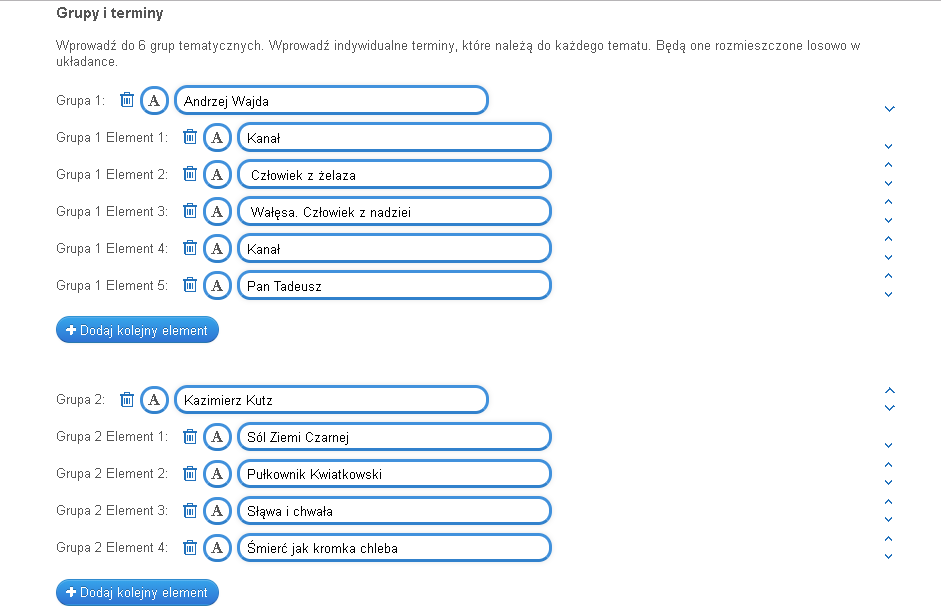 Grupy i terminy
Wprowadź do 6 grup tematycznych. Wprowadź indywidualne terminy, które należą do każdego tematu. Będą one rozmieszczone losowo w
układance.
Grupa 1: A Andrzej Wajda
Grupa 1 Element 1: A Kanał
Grupa 1 Element 2: A Człowiek z żelaza
Grupa 1 Element 3: A Wałęsa. Człowiek z nadziei
Grupa 1 Element 4: A Kanał
Grupa 1 Element 5: A Pan Tadeusz
+ Dodaj kolejny element
Grupa 2: A Kazimierz Kutz
Grupa 2 Element 1: A Sól Ziemi Czarnej
Grupa 2 Element 2: A Pułkownik Kwiatkowski
Grupa 2 Element 3: A Słąwa i chwała
Grupa 2 Element 4: A Śmierć jak kromka chleba
+ Dodaj kolejny element